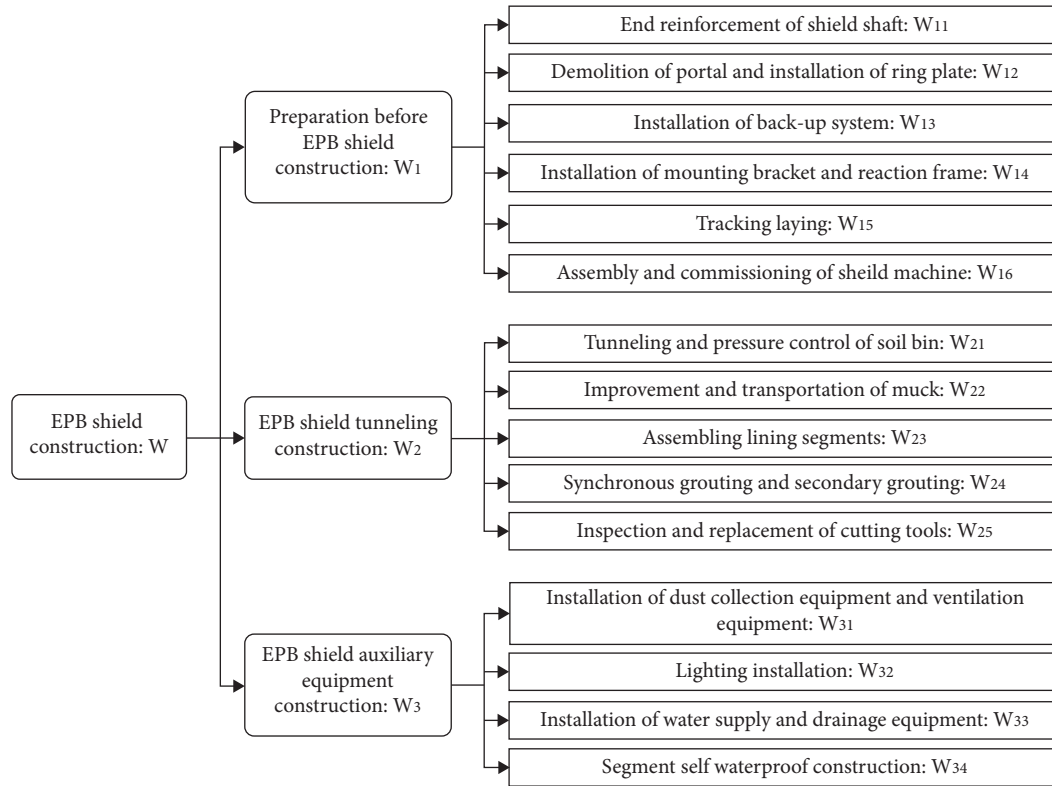 EPB shield
construction: W
Preparation before
EPB shield
construction: W1
End reinforcement of shield shaft: W11
Demolition of portal and installation of ring plate: W12
Installation of back-up system: W13
Installation of mounting bracket and reaction frame: W14
Tracking laying: W15
Assembly and commissioning of sheild machine: W16
EPB shield tunneling
construction: W2
Tunneling and pressure control of soil bin: W21
Improvement and transportation of muck: W22
Assembling lining segments: W23
Synchronous grouting and secondary grouting: W24
Inspection and replacement of cutting tools: W25
EPB shield auxiliary
equipment
construction: W3
Installation of dust collection equipment and ventilation
equipment: W31
Lighting installation: W32
Installation of water supply and drainage equipment: W33
Segment self waterproof construction: W34